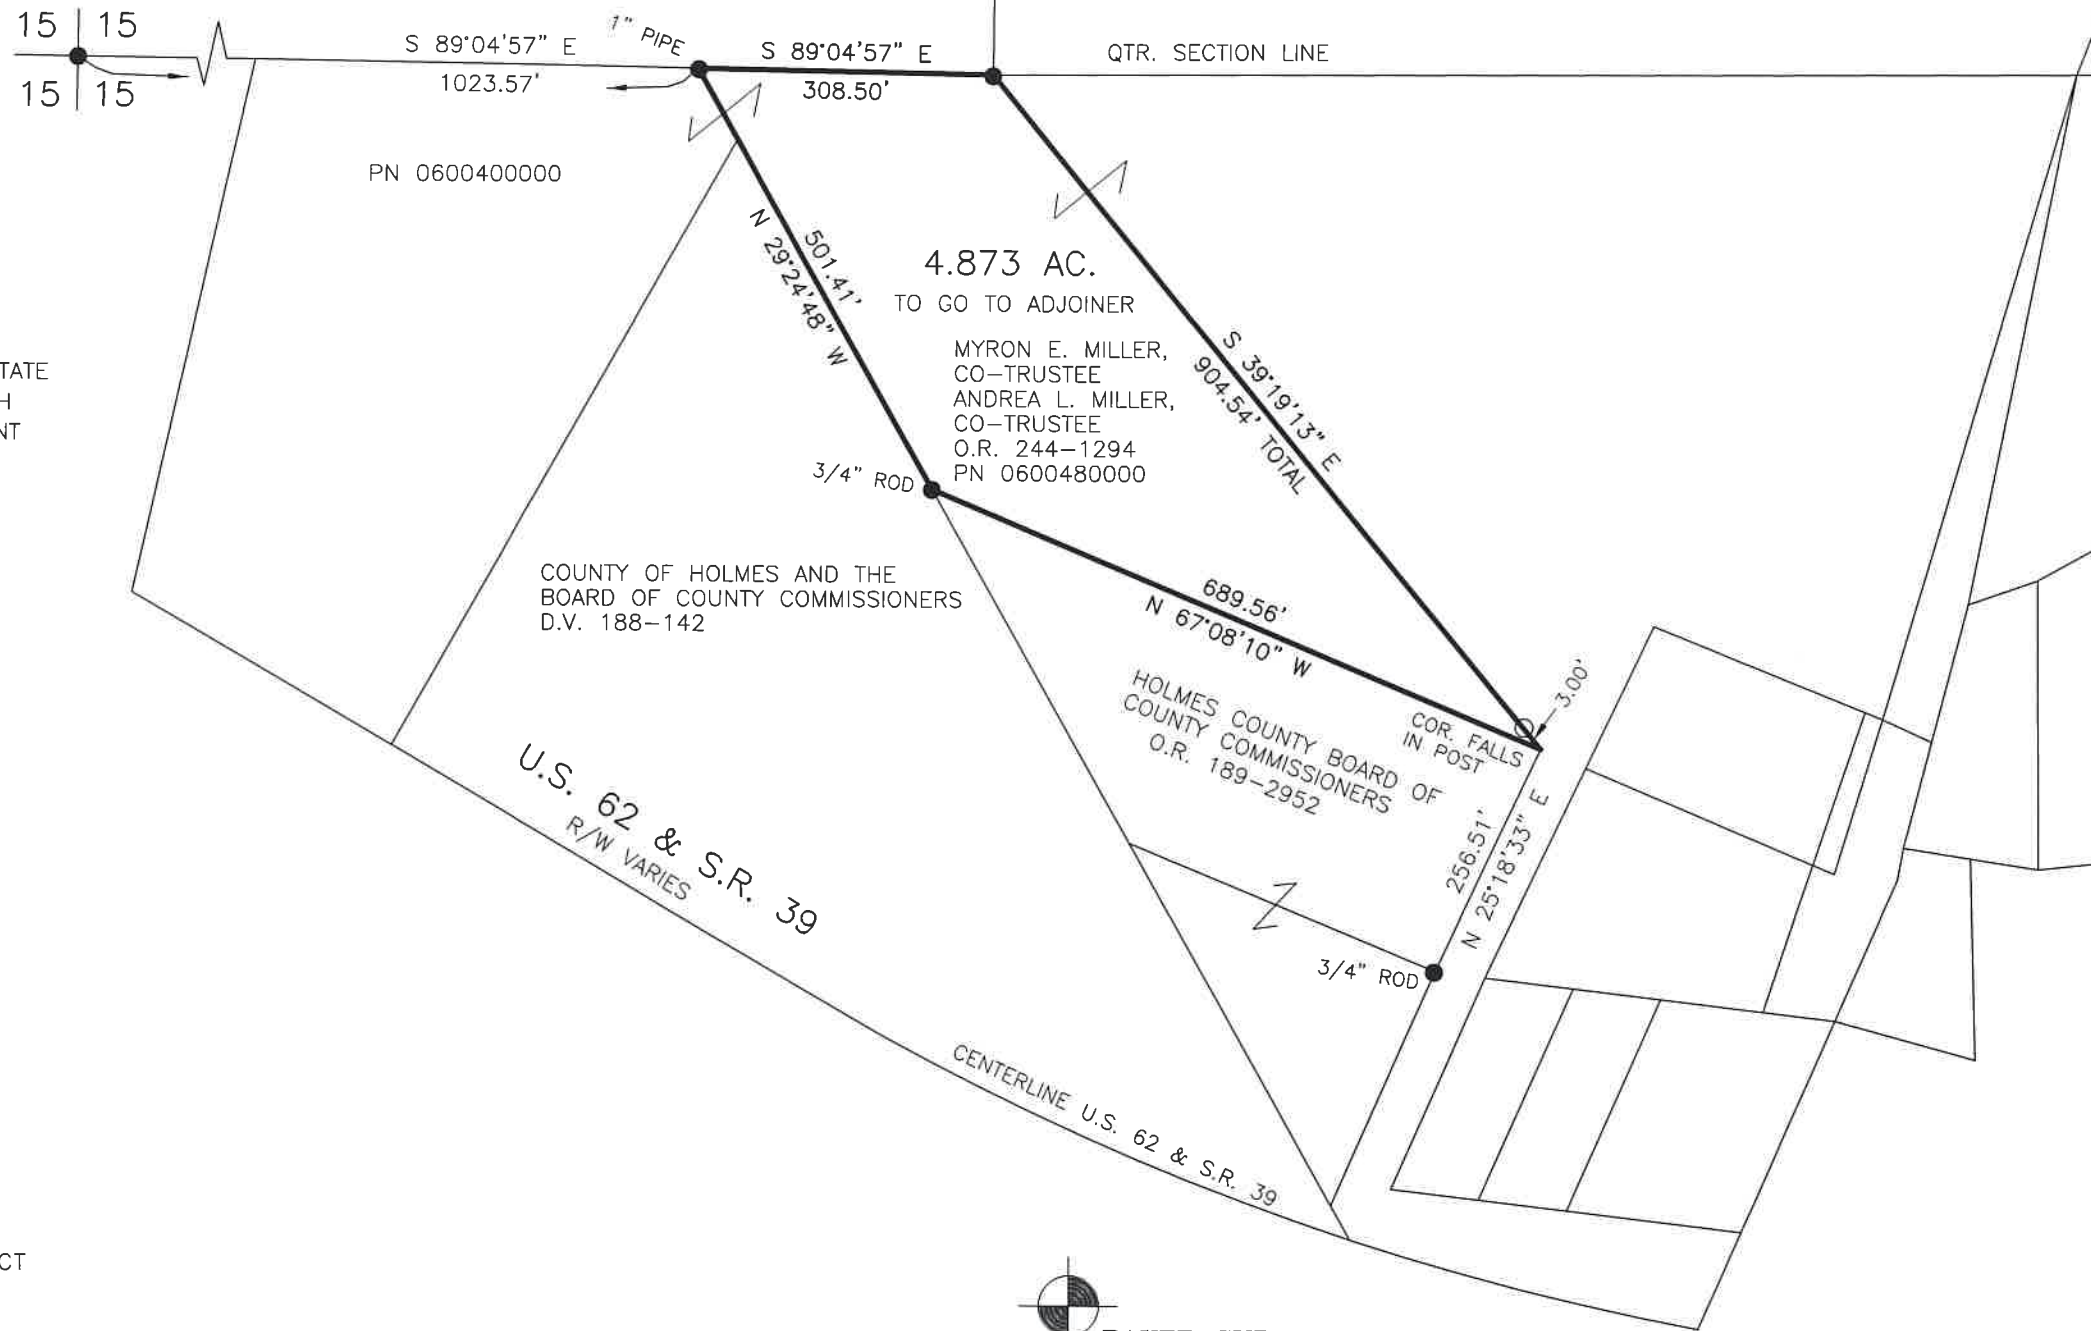 15 15
15 15
S 89°04'57" E
1023.57'
1" PIPE
S 89°04'57" E
308.50'
QTR. SECTION LINE
PN 0600400000
501.41'
N 29°24'48" W
4.873 AC.
TO GO TO ADJOINER
MYRON E. MILLER,
CO-TRUSTEE
ANDREA L. MILLER,
CO-TRUSTEE
O.R. 244-1294
PN 0600480000
S 39°19'13" E
904.54' TOTAL
TATE
H
NT
3/4" ROD
COUNTY OF HOLMES AND THE
BOARD OF COUNTY COMMISSIONERS
D.V. 188-142
689.56'
N 67°08'10" W
HOLMES COUNTY BOARD OF
COUNTY COMMISSIONERS
O.R. 189-2952
COR. FALLS
IN POST
3.00'
256.51'
N 25°18'33" E
3/4" ROD
U.S. 62 & S.R. 39
R/W VARIES
CENTERLINE U.S. 62 & S.R. 39
CT